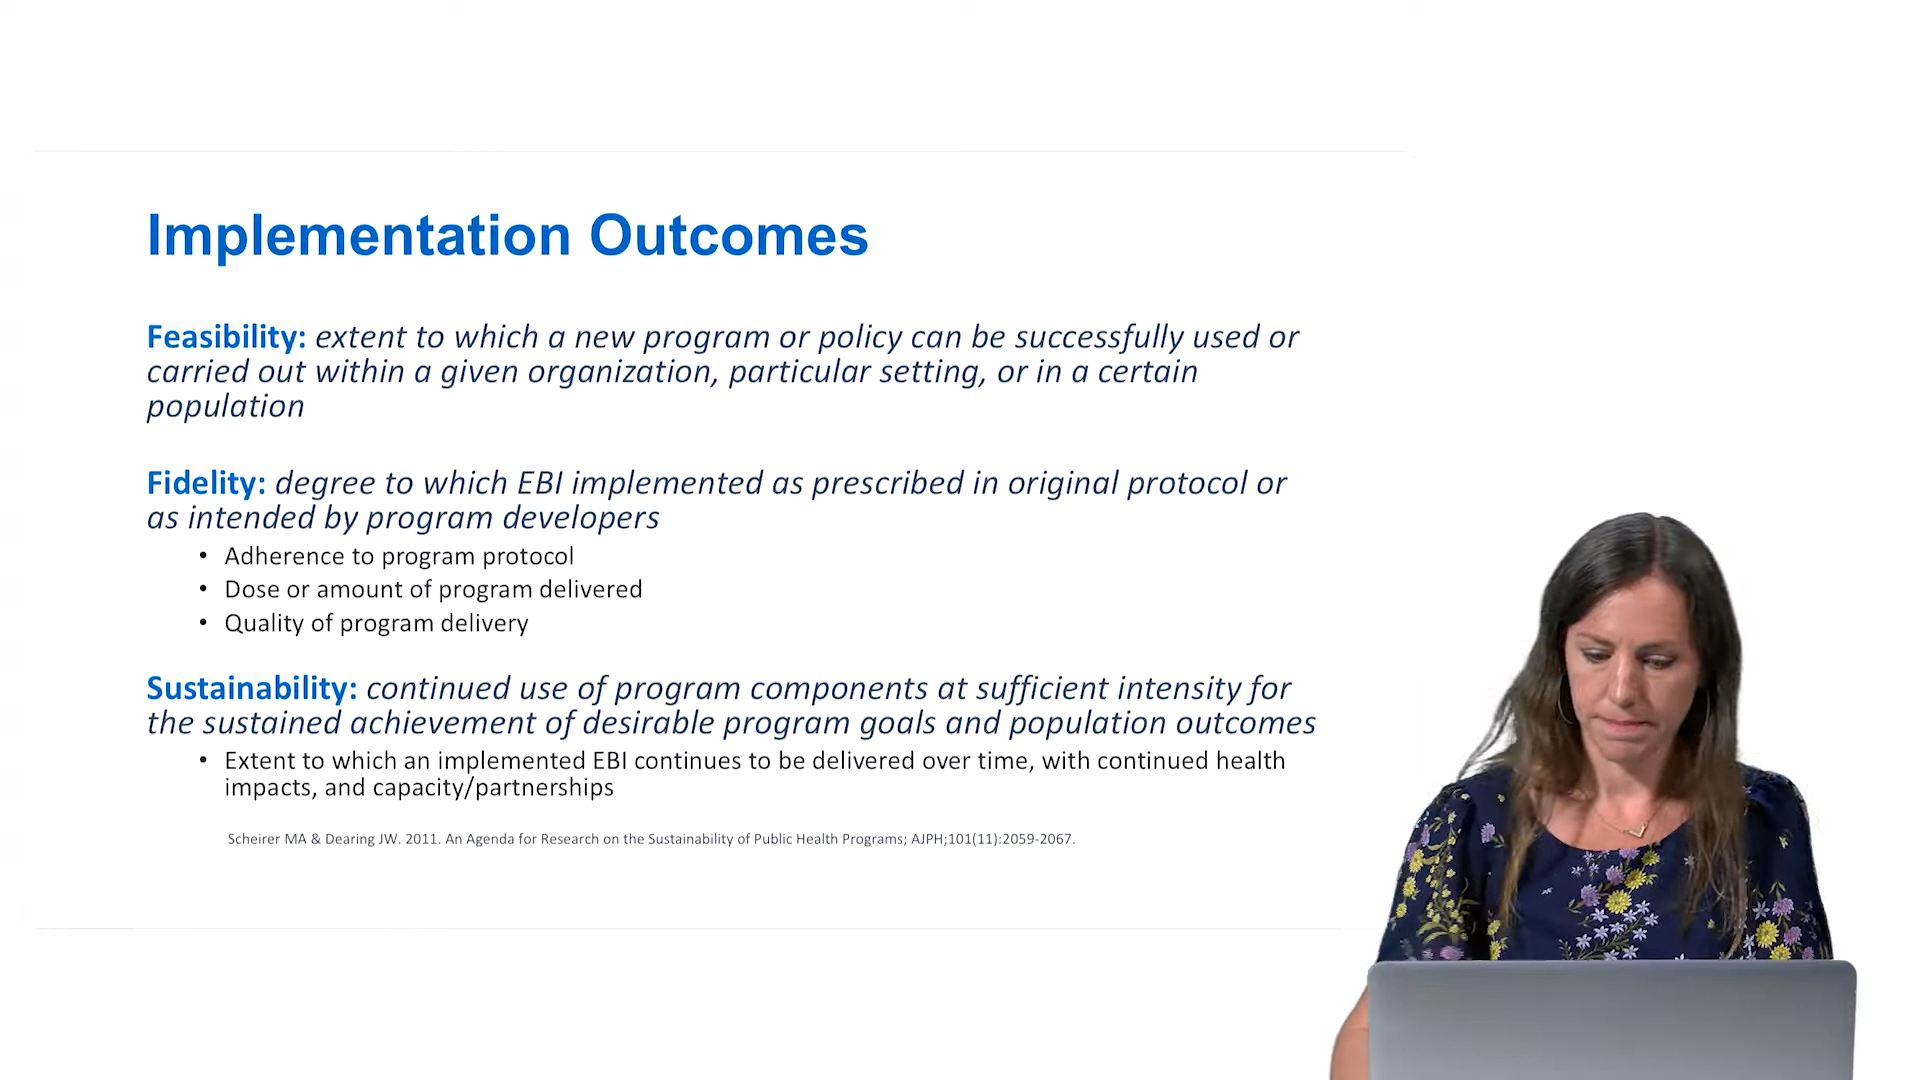 Implementation Outcomes
Feasibility: extent to which a new program or policy can be successfully used or
carried out within a given organization, particular setting, or in a certain
population
Fidelity: degree to which EBI implemented as prescribed in original protocol or
as intended by program developers
• Adherence to program protocol
• Dose or amount of program delivered
• Quality of program delivery
Sustainability: continued use of program components at sufficient intensity for
the sustained achievement of desirable program goals and population outcomes
• Extent to which an implemented EBI continues to be delivered over time, with continued health
impacts, and capacity/partnerships
Scheirer MA & Dearing JW. 2011. An Agenda for Research on the Sustainability of Public Health Programs; AJPH;101(11):2059-2067.